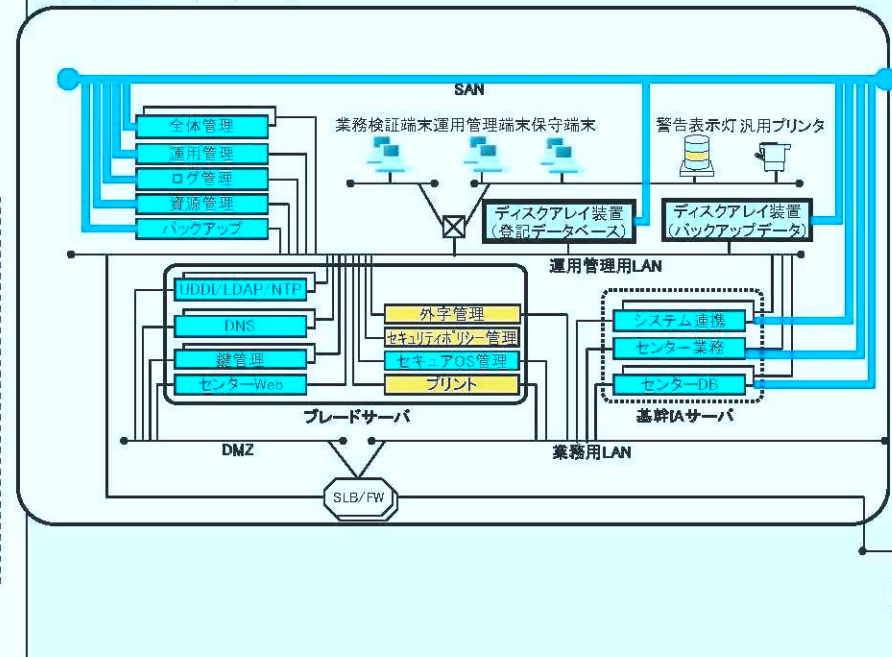 SAN
業務検証端末運用管理端末保守端末
警告表示灯 汎用プリンタ
全体管理
運用管理
ログ管理
資源管理
バックアップ
ディスクアレイ装置
(登記データベース)
ディスクアレイ装置
(バックアップデータ)
運用管理用LAN
UDDI/LDAP/NTP
DNS
鍵管理
センターWeb
外字管理
セキュリティポリシー管理
セキュアOS管理
プリント
ブレードサーバ
システム連携
センター業務
センターDB
基幹IAサーバ
DMZ
業務用LAN
SLB/FW